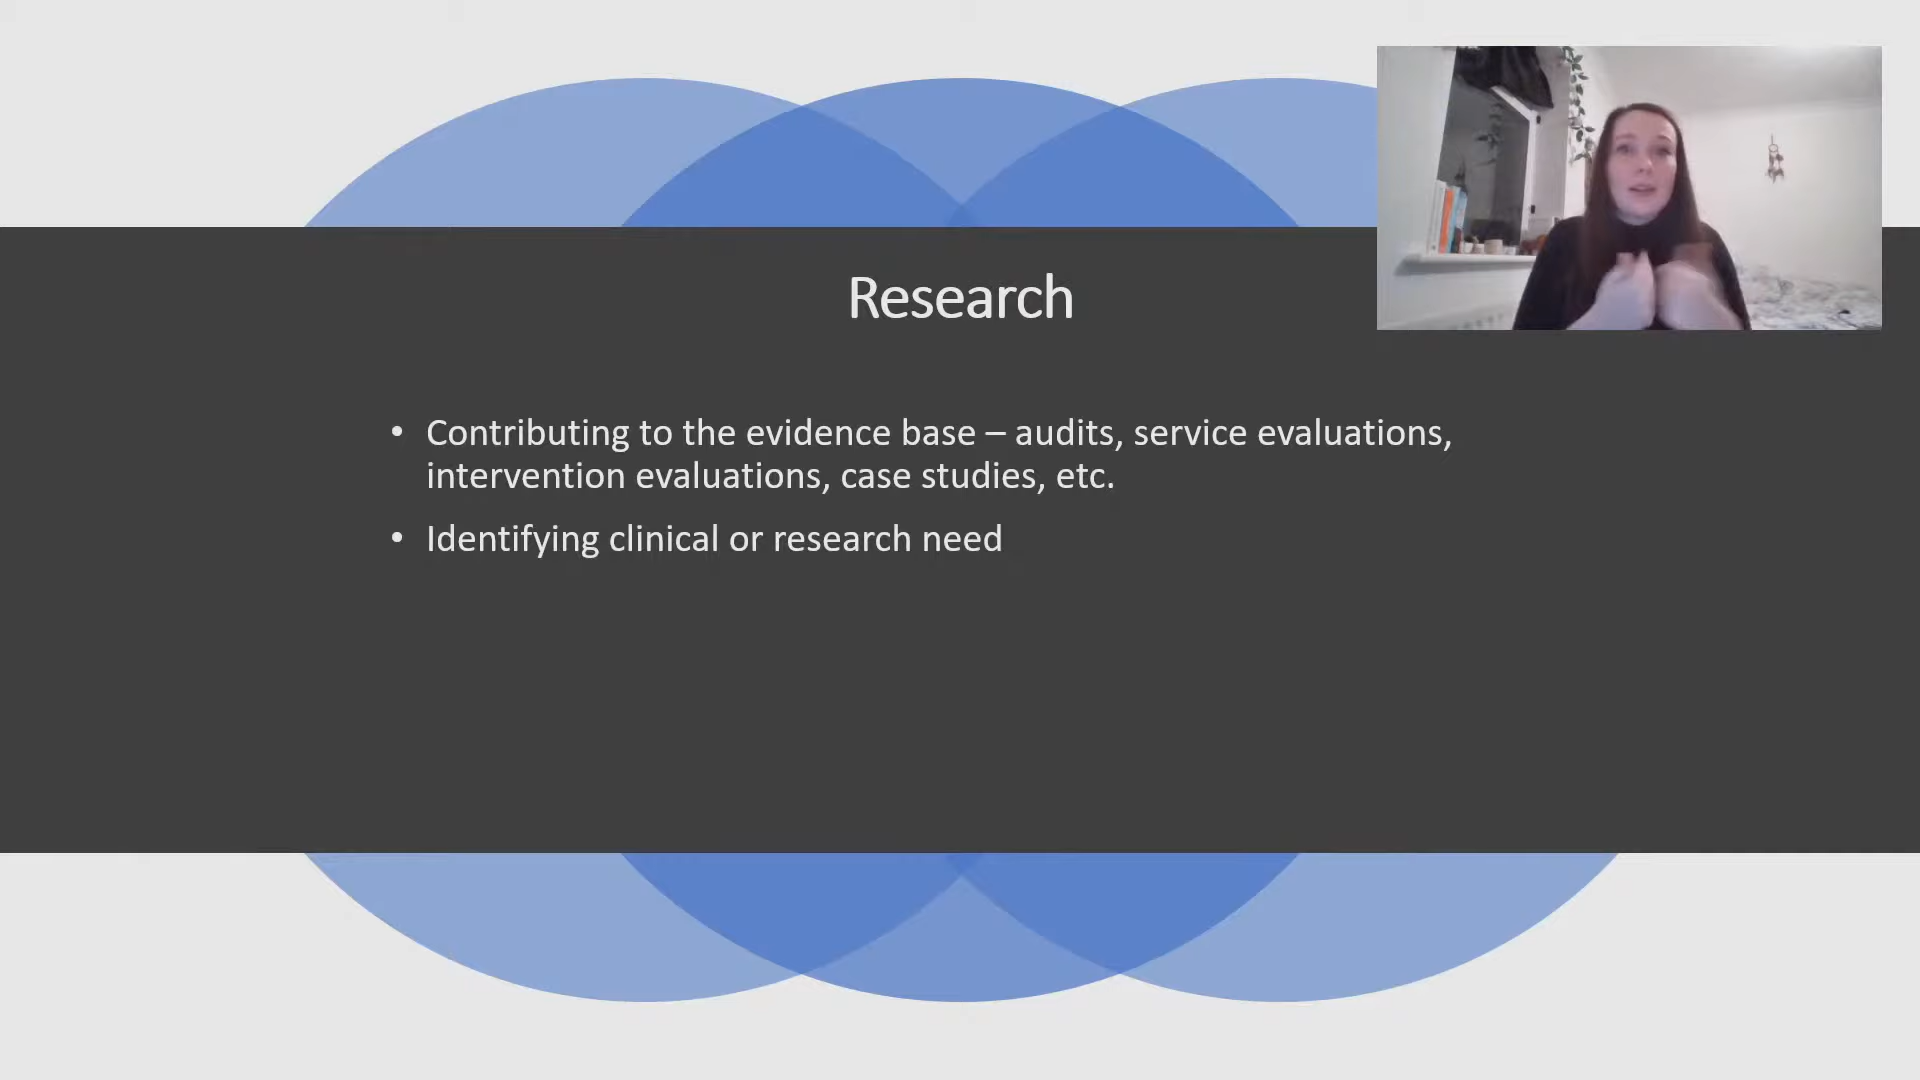 Research
• Contributing to the evidence base – audits, service evaluations,
intervention evaluations, case studies, etc.
• Identifying clinical or research need